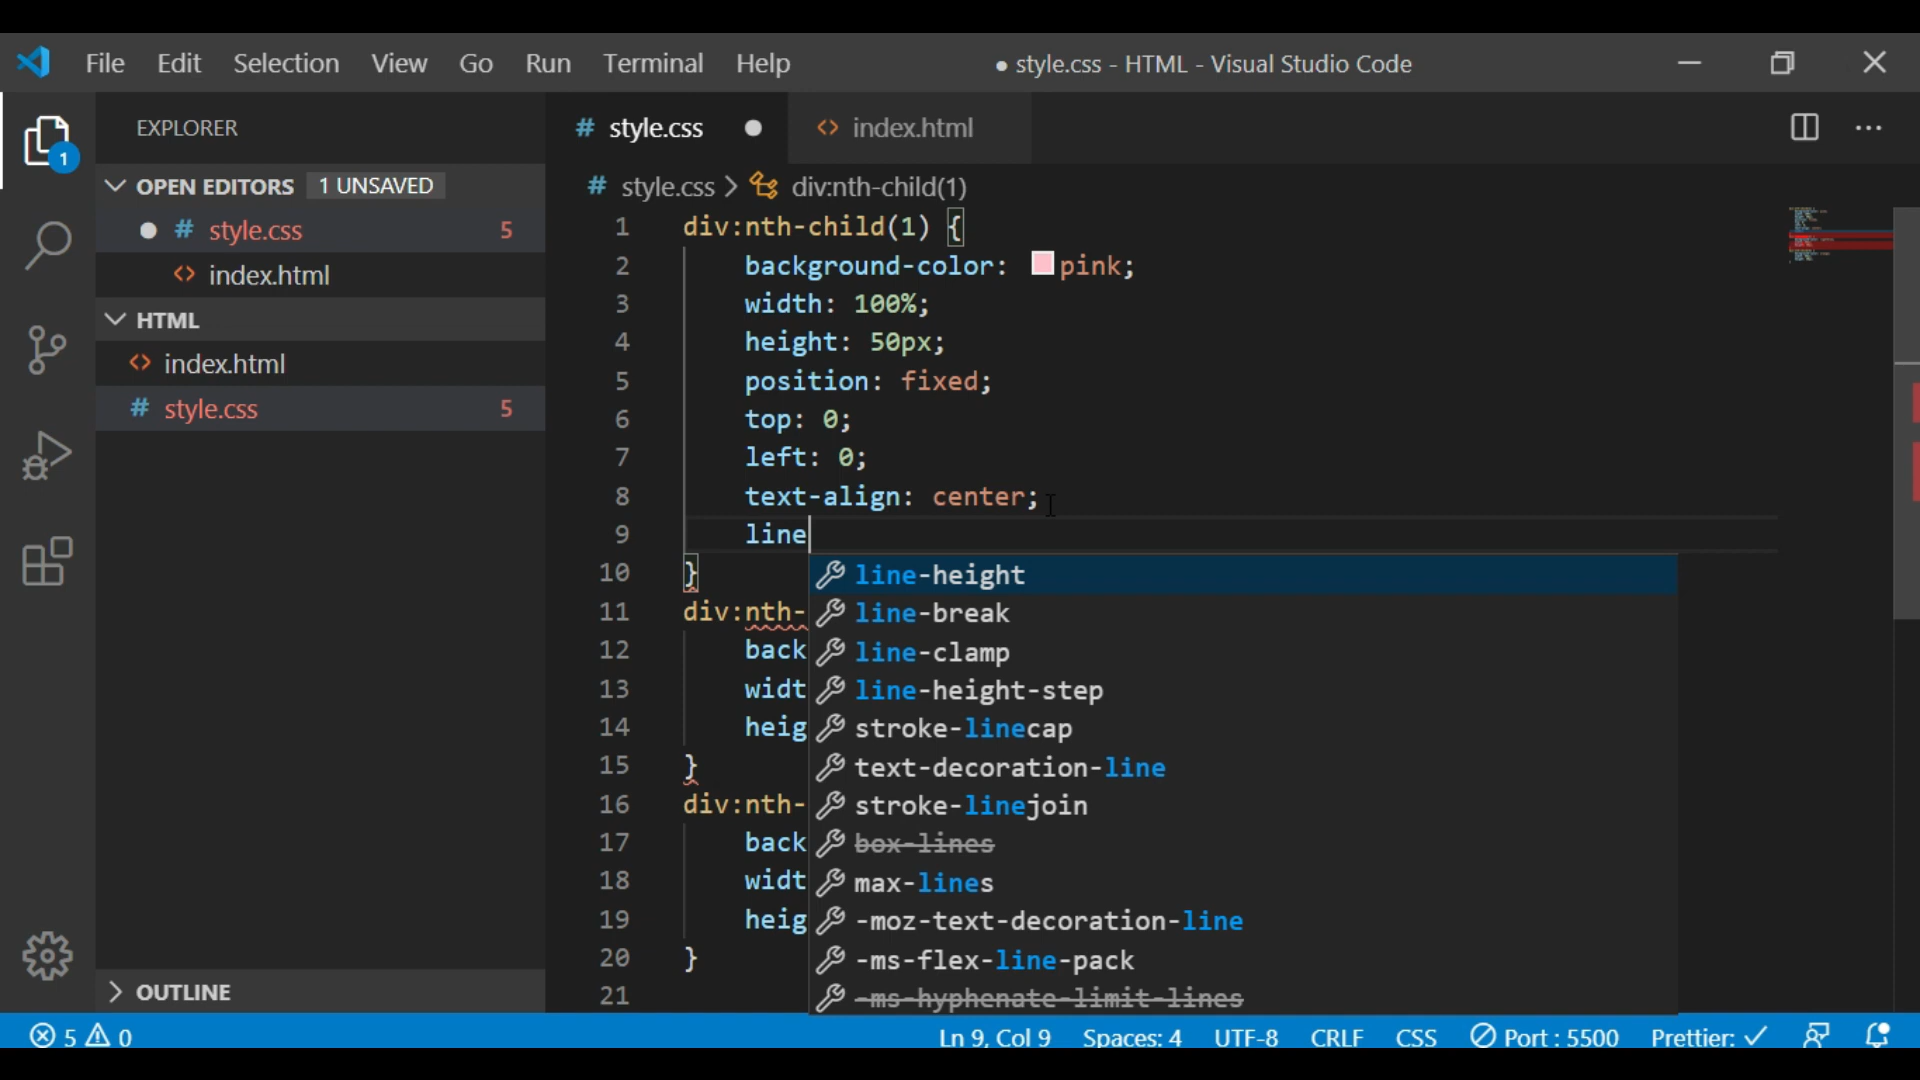 File Edit Selection View Go Run Terminal Help
● style.css - HTML - Visual Studio Code
1
EXPLORER
OPEN EDITORS 1 UNSAVED
# style.css 5
<> index.html
HTML
<> index.html
# style.css 5
OUTLINE
# style.css
<> index.html
# style.css > div:nth-child(1)
1 div:nth-child(1) {
2 background-color: pink;
3 width: 100%;
4 height: 50px;
5 position: fixed;
6 top: 0;
7 left: 0;
8 text-align: center;
9 line
10 }
11 div:nth-
12 back
13 widt
14 heig
15 }
16 div:nth-
17 back
18 widt
19 heig
20 }
21
line-height
line-break
line-clamp
line-height-step
stroke-linecap
text-decoration-line
stroke-linejoin
box-lines
max-lines
-moz-text-decoration-line
-ms-flex-line-pack
-ms-hyphenate-limit-lines
5 0
Ln 9, Col 9 Spaces: 4 UTF-8 CRLF CSS Port : 5500 Prettier: ✓